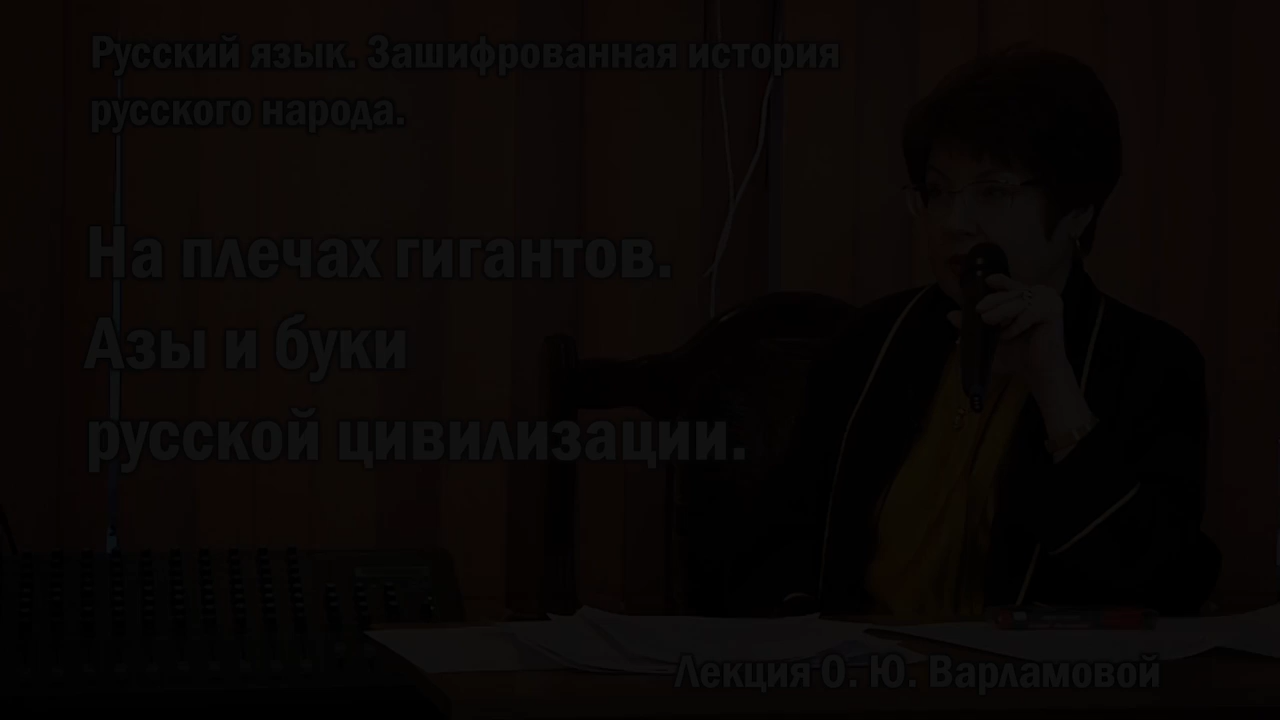 Русский язык. Зашифрованная история
русского народа.
На плечах гигантов.
Азы и буки
русской цивилизации.
Лекция О. Ю. Варламовой